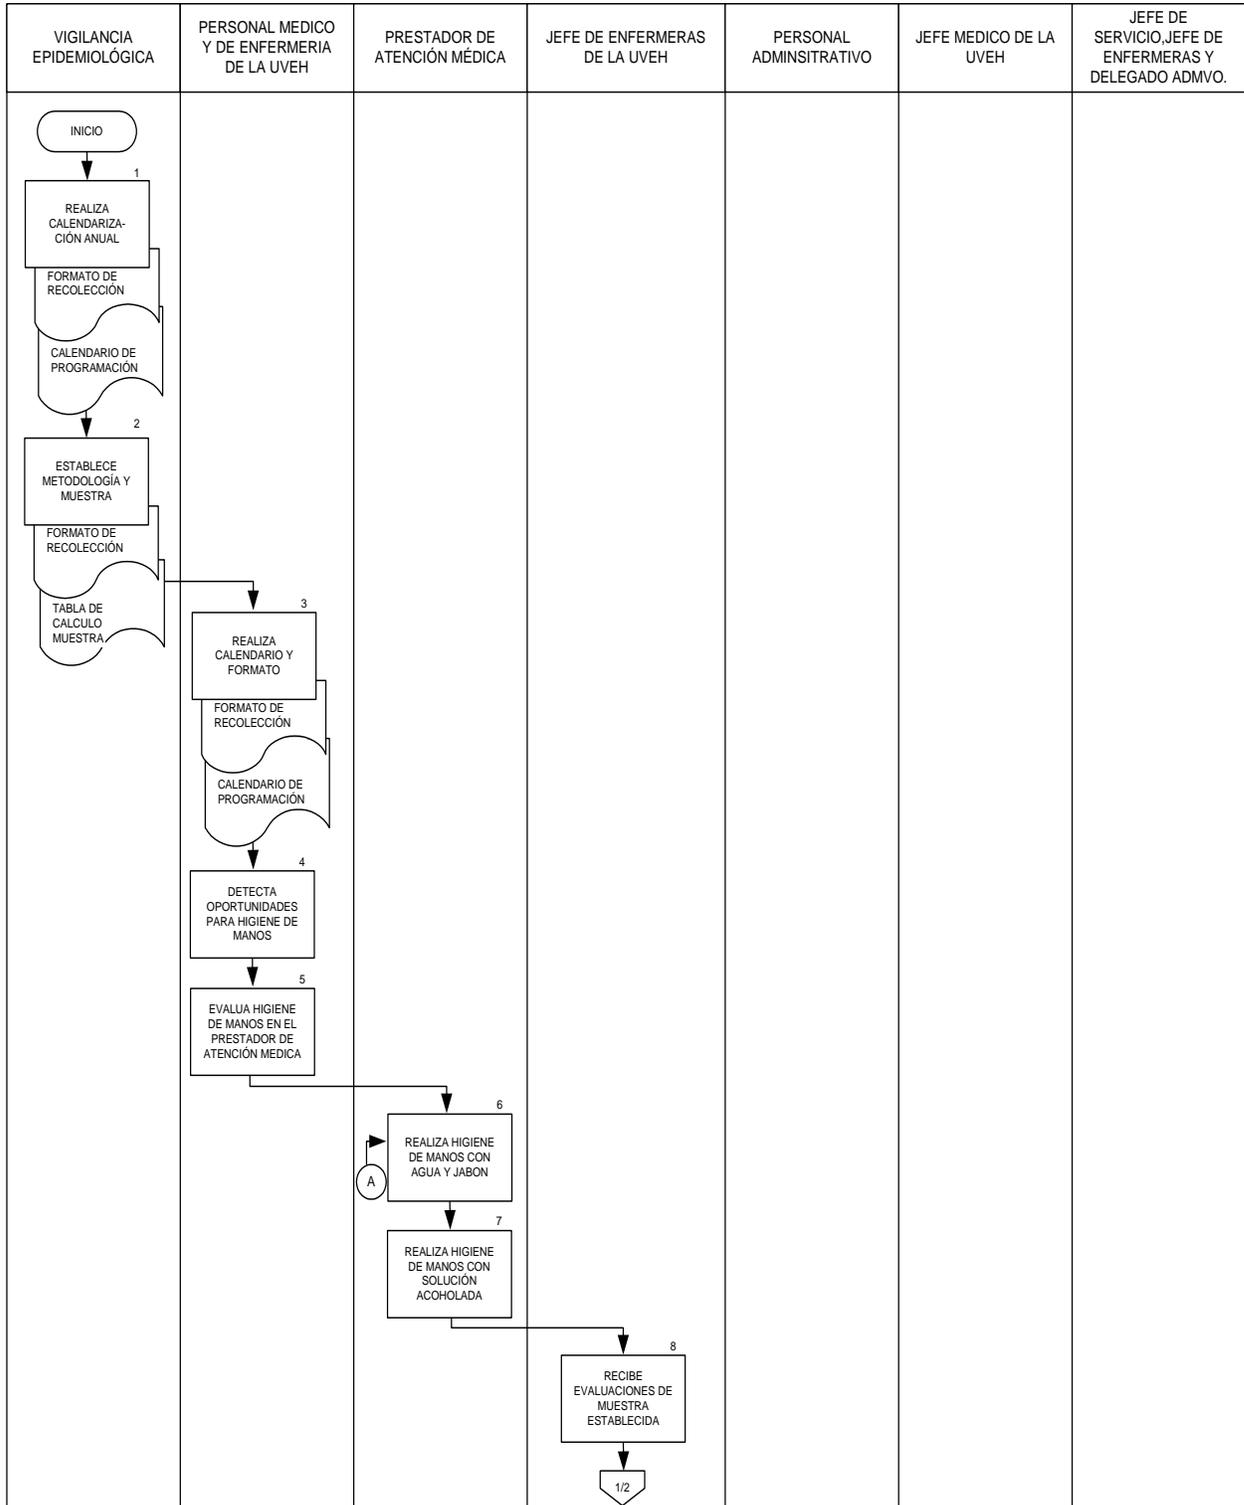 VIGILANCIA
EPIDEMIOLÓGICA
PERSONAL MEDICO
Y DE ENFERMERIA
DE LA UVEH
PRESTADOR DE
ATENCIÓN MÉDICA
JEFE DE ENFERMERAS
DE LA UVEH
PERSONAL
ADMINSITRATIVO
JEFE MEDICO DE LA
UVEH
JEFE DE
SERVICIO,JEFE DE
ENFERMERAS Y
DELEGADO ADMVO.
INICIO
1
REALIZA
CALENDARIZA-
CIÓN ANUAL
FORMATO DE
RECOLECCIÓN
CALENDARIO DE
PROGRAMACIÓN
2
ESTABLECE
METODOLOGÍA Y
MUESTRA
FORMATO DE
RECOLECCIÓN
TABLA DE
CALCULO
MUESTRA
3
REALIZA
CALENDARIO Y
FORMATO
FORMATO DE
RECOLECCIÓN
CALENDARIO DE
PROGRAMACIÓN
4
DETECTA
OPORTUNIDADES
PARA HIGIENE DE
MANOS
5
EVALUA HIGIENE
DE MANOS EN EL
PRESTADOR DE
ATENCIÓN MEDICA
6
REALIZA HIGIENE
DE MANOS CON
AGUA Y JABON
A
7
REALIZA HIGIENE
DE MANOS CON
SOLUCIÓN
ACOHOLADA
8
RECIBE
EVALUACIONES DE
MUESTRA
ESTABLECIDA
1/2